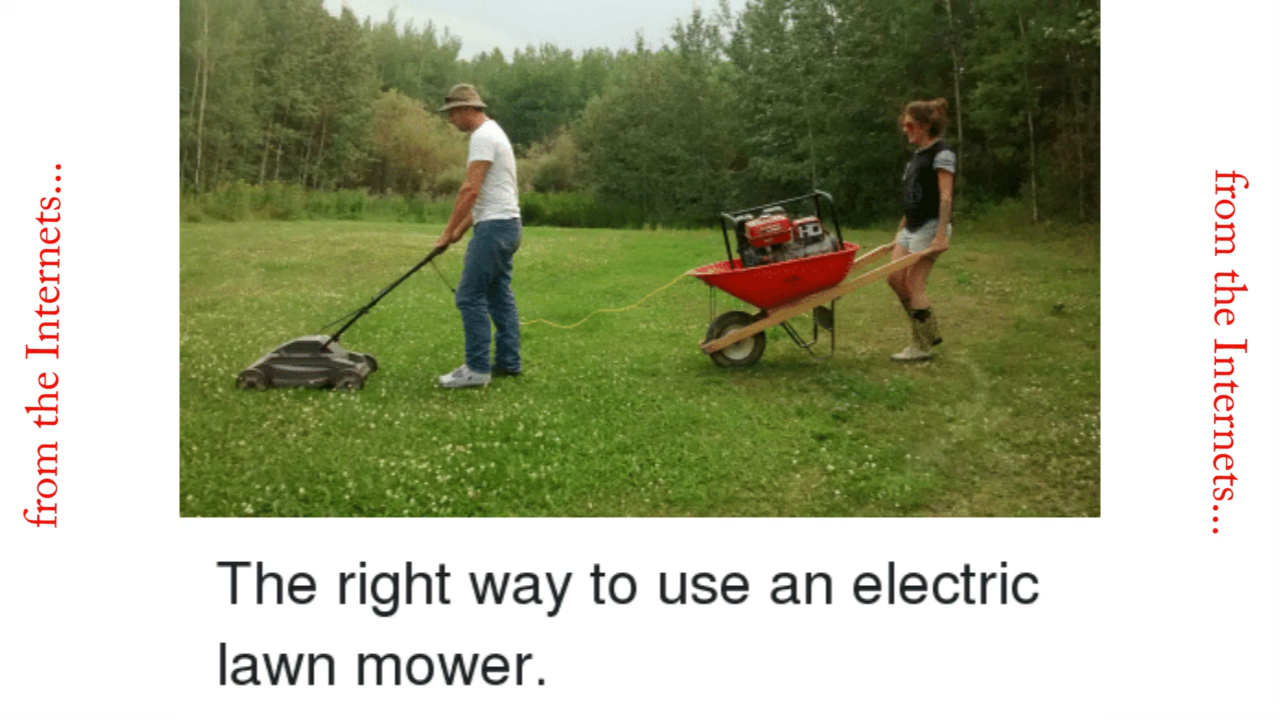 from the Internets...
from the Internets...
The right way to use an electric
lawn mower.